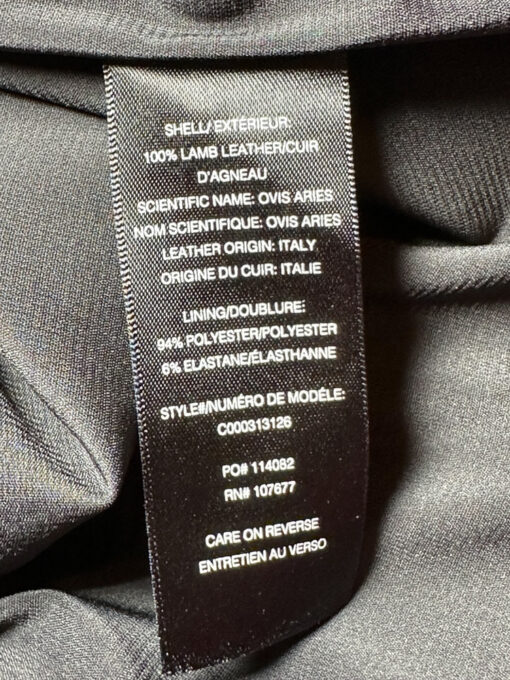 SHELL/ EXTÉRIEUR:
100% LAMB LEATHER/CUIR
D'AGNEAU
SCIENTIFIC NAME: OVIS ARIES
NOM SCIENTIFIQUE: OVIS ARIES
LEATHER ORIGIN: ITALY
ORIGINE DU CUIR: ITALIE
LINING/DOUBLURE:
94% POLYESTER/POLYESTER
6% ELASTANE/ÉLASTHANNE
STYLE#/NUMÉRO DE MODÈLE:
C000313126
PO# 114082
RN# 107677
CARE ON REVERSE
ENTRETIEN AU VERSO